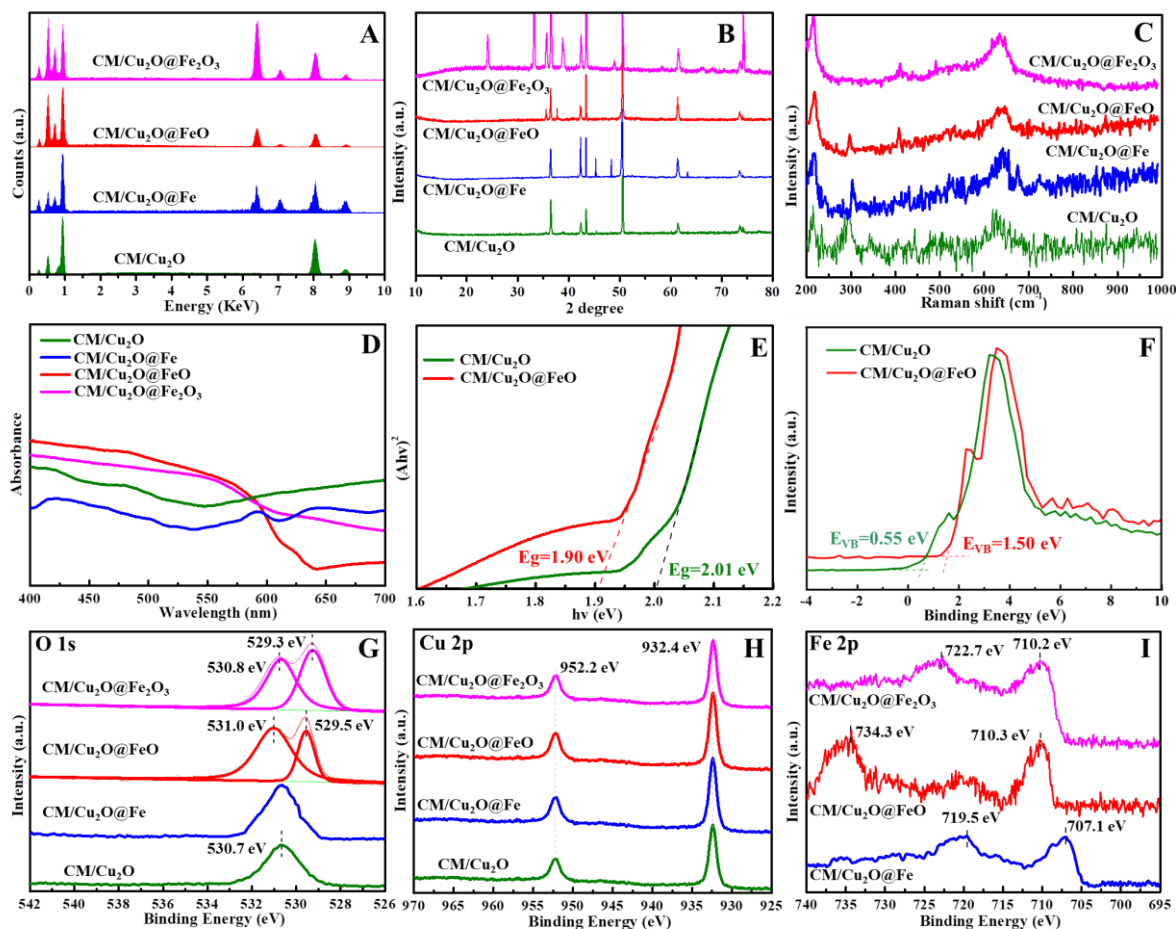 A
CM/Cu₂O@Fe₂O₃
CM/Cu₂O@FeO
CM/Cu₂O@Fe
CM/Cu₂O
Counts (a.u.)
0 1 2 3 4 5 6 7 8 9 10
Energy (KeV)
B
CM/Cu₂O@Fe₂O₃
CM/Cu₂O@FeO
CM/Cu₂O@Fe
CM/Cu₂O
Intensity (a.u.)
10 20 30 40 50 60 70 80
2 degree
C
CM/Cu₂O@Fe₂O₃
CM/Cu₂O@FeO
CM/Cu₂O@Fe
CM/Cu₂O
Intensity (a.u.)
200 300 400 500 600 700 800 900 1000
Raman shift (cm⁻¹)
D
CM/Cu₂O
CM/Cu₂O@Fe
CM/Cu₂O@FeO
CM/Cu₂O@Fe₂O₃
Absorbance
400 450 500 550 600 650 700
Wavelength (nm)
E
CM/Cu₂O
CM/Cu₂O@FeO
(Ahv)²
Eg=1.90 eV
Eg=2.01 eV
1.6 1.7 1.8 1.9 2.0 2.1 2.2
hv (eV)
F
CM/Cu₂O
CM/Cu₂O@FeO
Intensity (a.u.)
E_VB=0.55 eV
E_VB=1.50 eV
-4 -2 0 2 4 6 8 10
Binding Energy (eV)
O 1s
G
529.3 eV
530.8 eV
CM/Cu₂O@Fe₂O₃
531.0 eV
529.5 eV
CM/Cu₂O@FeO
CM/Cu₂O@Fe
530.7 eV
CM/Cu₂O
Intensity (a.u.)
542 540 538 536 534 532 530 528 526
Binding Energy (eV)
Cu 2p
H
932.4 eV
952.2 eV
CM/Cu₂O@Fe₂O₃
CM/Cu₂O@FeO
CM/Cu₂O@Fe
CM/Cu₂O
Intensity (a.u.)
970 965 960 955 950 945 940 935 930 925
Binding Energy (eV)
Fe 2p
I
722.7 eV
710.2 eV
CM/Cu₂O@Fe₂O₃
734.3 eV
710.3 eV
CM/Cu₂O@FeO
719.5 eV
707.1 eV
CM/Cu₂O@Fe
Intensity (a.u.)
740 735 730 725 720 715 710 705 700 695
Binding Energy (eV)